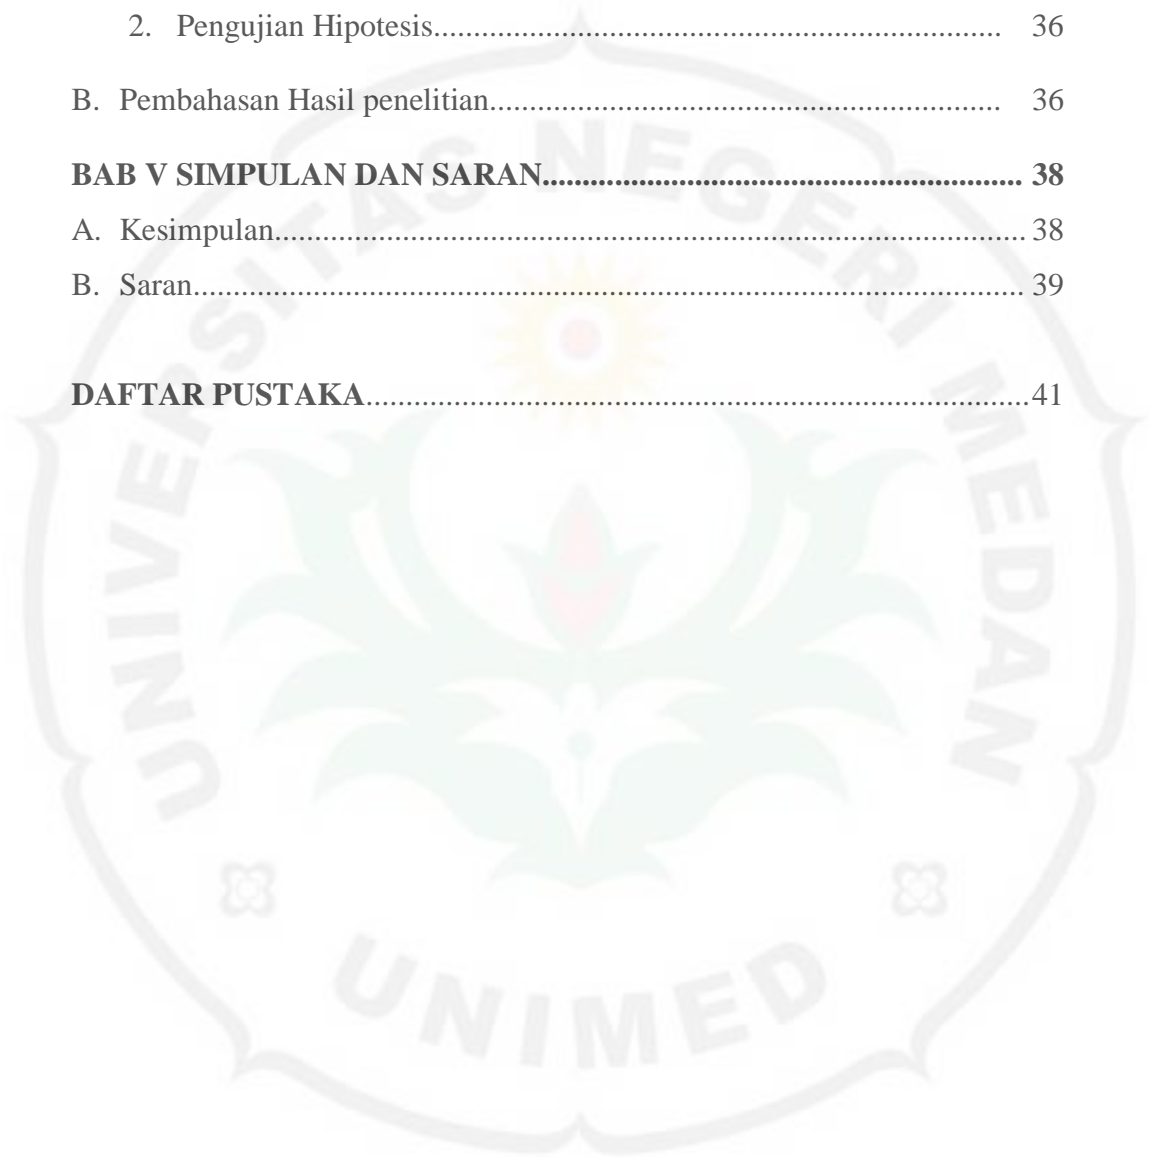 2. Pengujian Hipotesis....................................................................... 36
B. Pembahasan Hasil penelitian................................................................ 36
BAB V SIMPULAN DAN SARAN............................................................ 38
A. Kesimpulan.............................................................................................. 38
B. Saran........................................................................................................ 39
DAFTAR PUSTAKA...................................................................................41
UNIVERSITAS NEGERI MEDAN
UNIMED